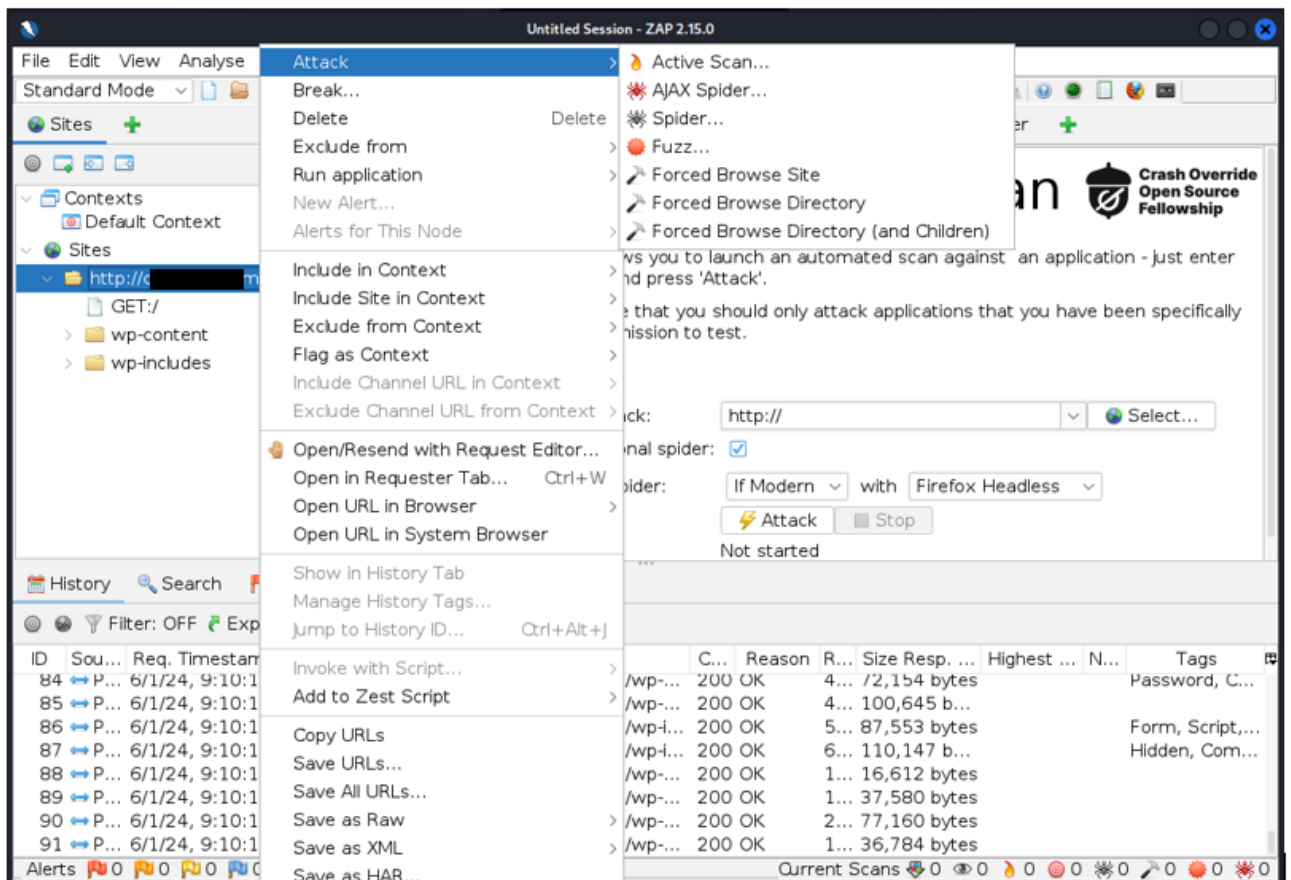 Untitled Session - ZAP 2.15.0
File Edit View Analyse
Standard Mode
Sites
Contexts
Default Context
Sites
http://
GET:/
wp-content
wp-includes
Attack
Break...
Delete Delete
Exclude from
Run application
New Alert...
Alerts for This Node
Include in Context
Include Site in Context
Exclude from Context
Flag as Context
Include Channel URL in Context
Exclude Channel URL from Context
Open/Resend with Request Editor...
Open in Requester Tab... Ctrl+W
Open URL in Browser
Open URL in System Browser
Show in History Tab
Manage History Tags...
Jump to History ID... Ctrl+Alt+J
Invoke with Script...
Add to Zest Script
Copy URLs
Save URLs...
Save All URLs...
Save as Raw
Save as XML
Save as HAR...
Active Scan...
AJAX Spider...
Spider...
Fuzz...
Forced Browse Site
Forced Browse Directory
Forced Browse Directory (and Children)
Crash Override
Open Source
Fellowship
ws you to launch an automated scan against an application - just enter
nd press 'Attack'.
that you should only attack applications that you have been specifically
mission to test.
ck: http:// Select...
onal spider:
pider: If Modern with Firefox Headless
Attack Stop
Not started
History Search
Filter: OFF Exp
ID Sou... Req. Timestam C... Reason R... Size Resp. ... Highest ... N... Tags
84 P... 6/1/24, 9:10:1 /wp-... 200 OK 4... 72,154 bytes Password, C...
85 P... 6/1/24, 9:10:1 /wp-... 200 OK 4... 100,645 b...
86 P... 6/1/24, 9:10:1 /wp-i... 200 OK 5... 87,553 bytes Form, Script,...
87 P... 6/1/24, 9:10:1 /wp-i... 200 OK 6... 110,147 b... Hidden, Com...
88 P... 6/1/24, 9:10:1 /wp-... 200 OK 1... 16,612 bytes
89 P... 6/1/24, 9:10:1 /wp-... 200 OK 1... 37,580 bytes
90 P... 6/1/24, 9:10:1 /wp-... 200 OK 2... 77,160 bytes
91 P... 6/1/24, 9:10:1 /wp-... 200 OK 1... 36,784 bytes
Alerts 0 0 0 Current Scans 0 0 0 0 0 0 0 0